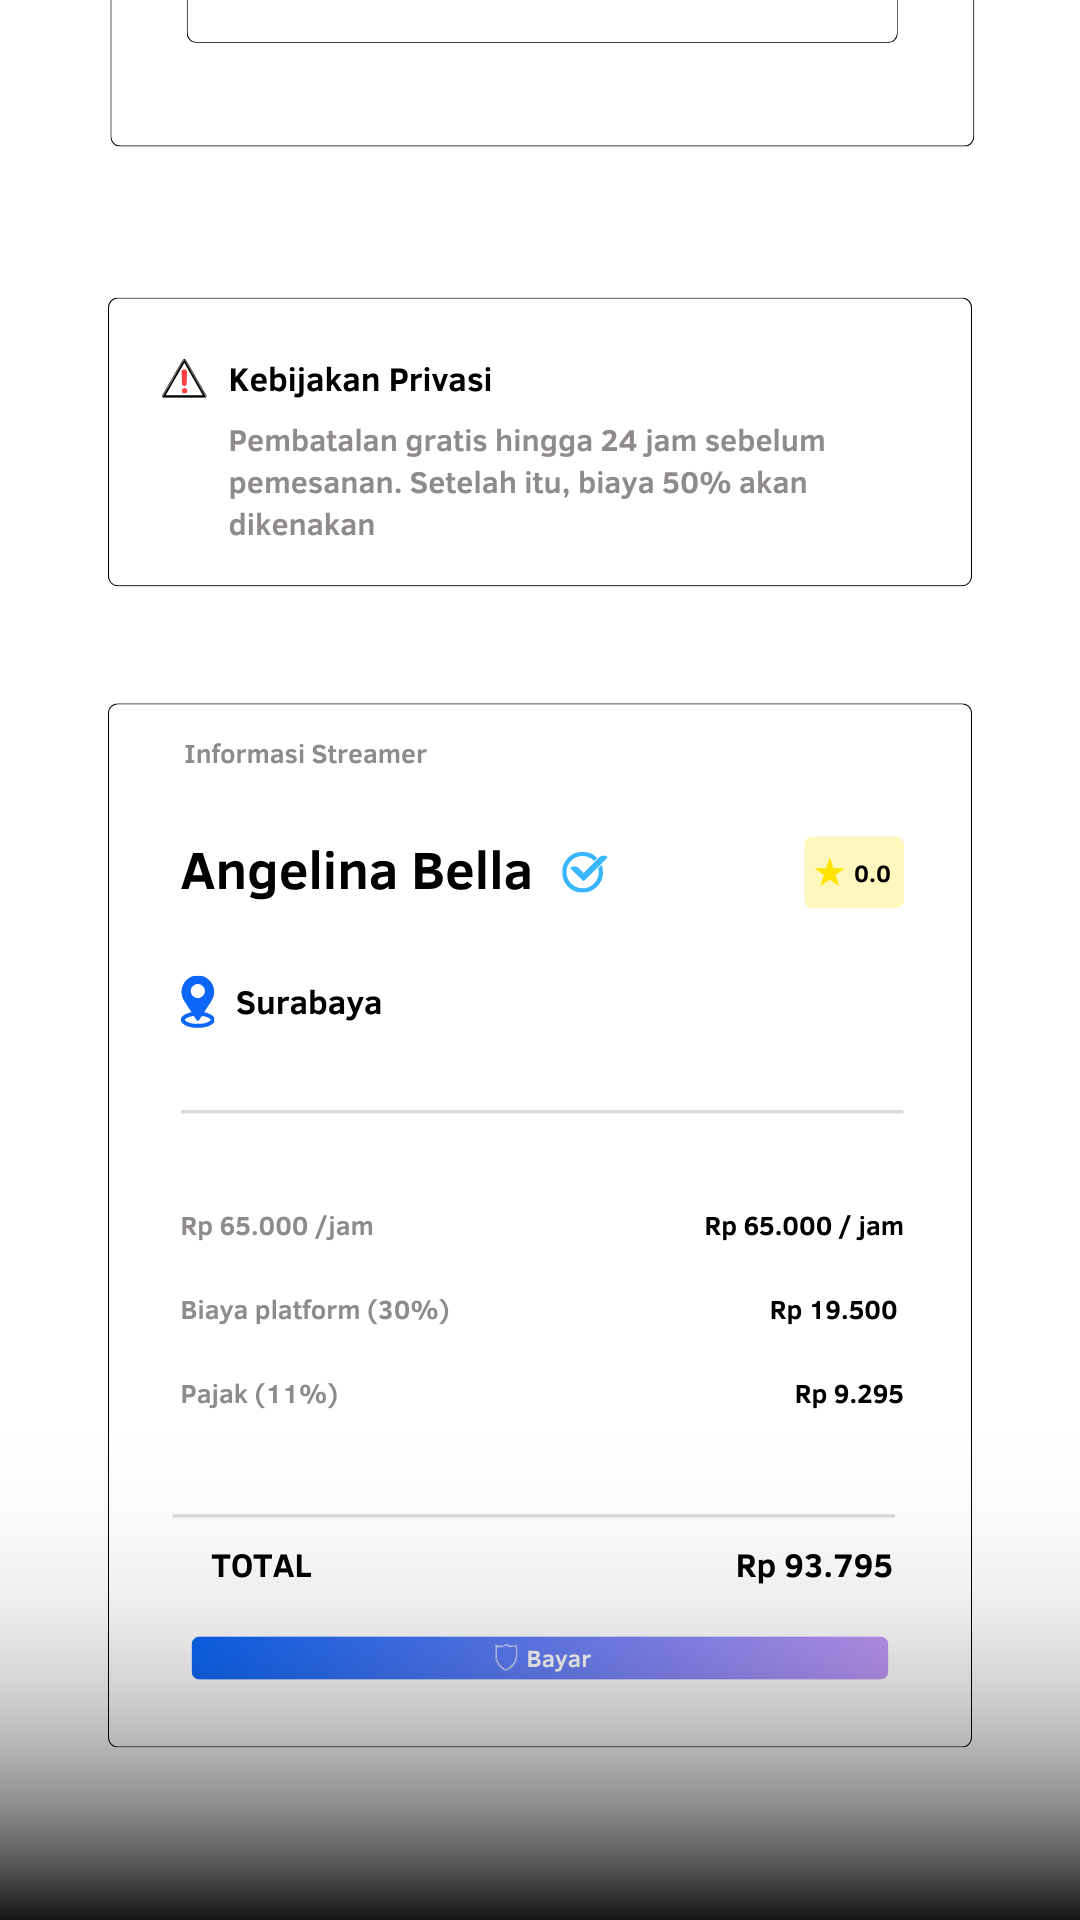 Kebijakan Privasi
Pembatalan gratis hingga 24 jam sebelum
pemesanan. Setelah itu, biaya 50% akan
dikenakan
Informasi Streamer
Angelina Bella
0.0
Surabaya
Rp 65.000 /jam Rp 65.000 / jam
Biaya platform (30%) Rp 19.500
Pajak (11%) Rp 9.295
TOTAL Rp 93.795
Bayar